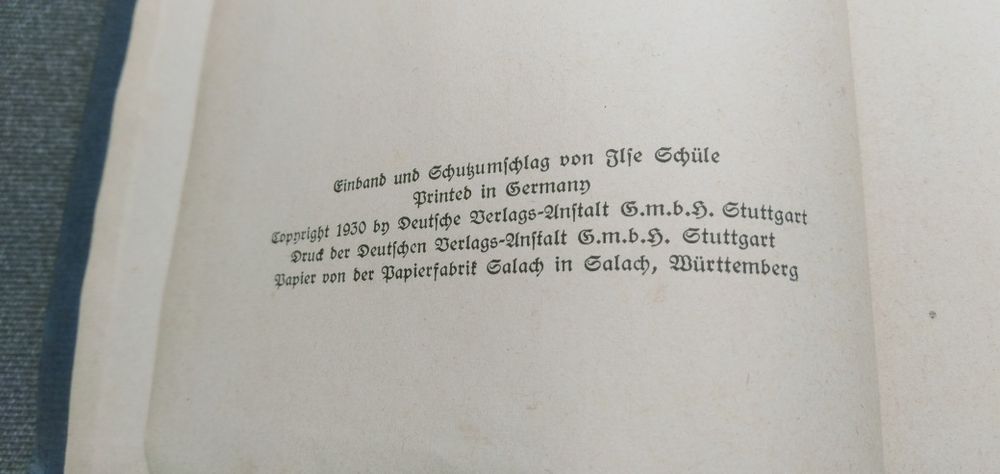 Einband und Schutzumschlag von Ilse Schüle
Printed in Germany
Copyright 1930 by Deutsche Verlags-Anstalt G.m.b.H. Stuttgart
Druck der Deutschen Verlags-Anstalt G.m.b.H. Stuttgart
Papier von der Papierfabrik Salach in Salach, Württemberg